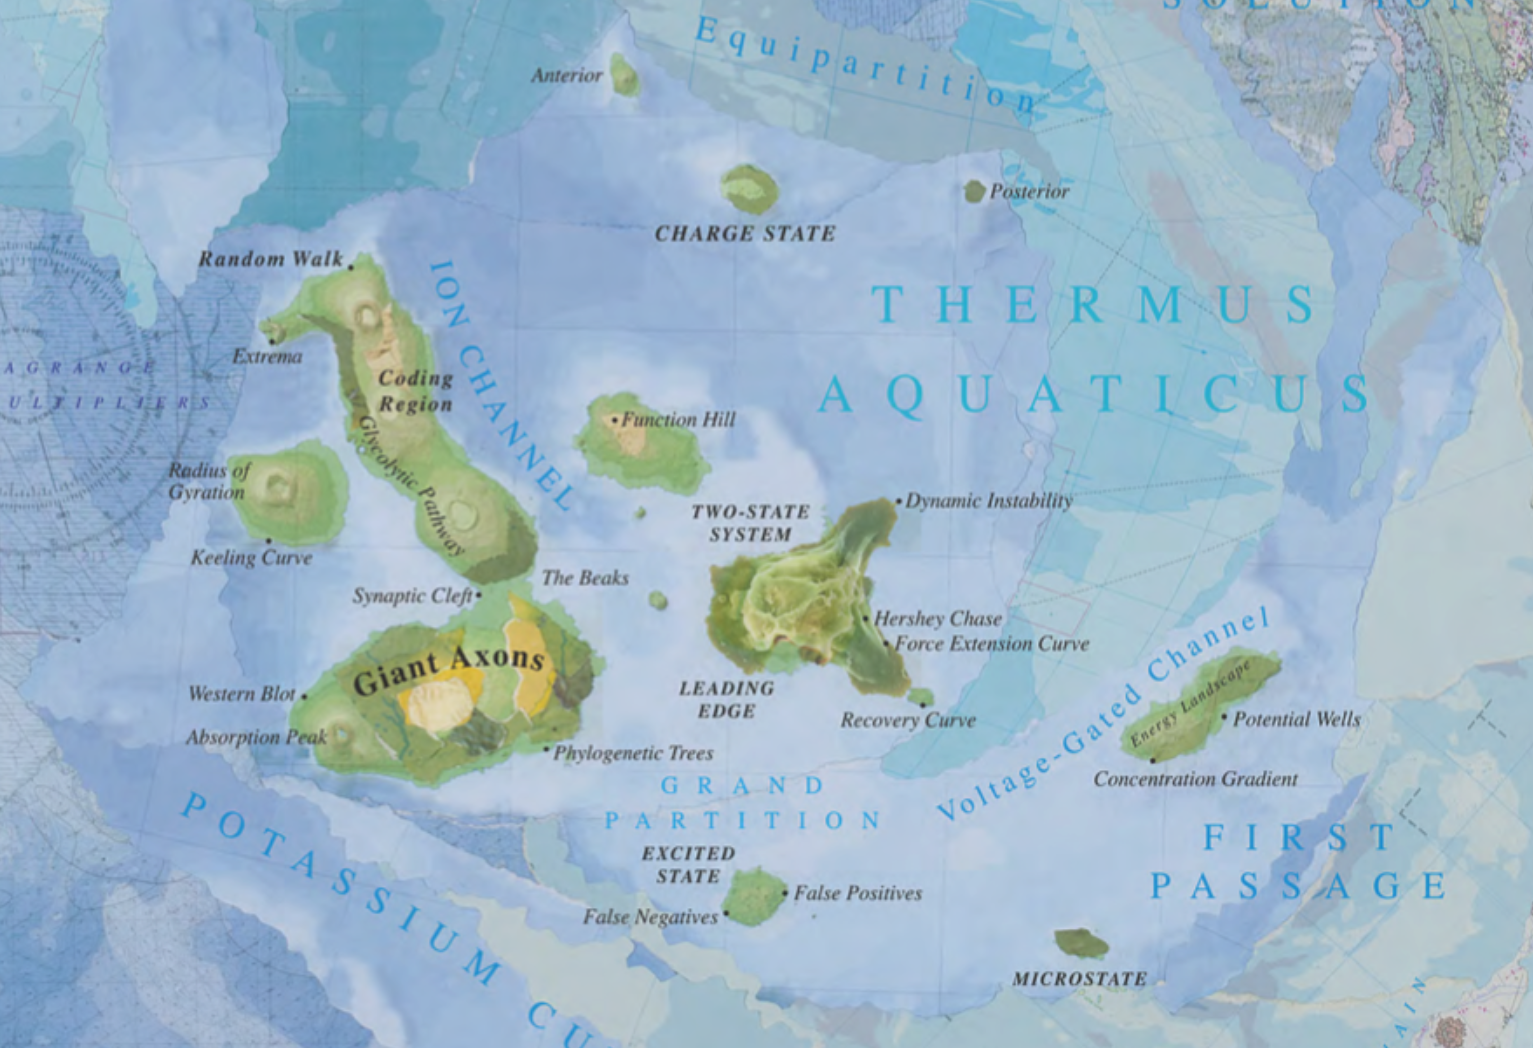 SOLUTION
Equipartition
Anterior
Posterior
CHARGE STATE
Random Walk
ION CHANNEL
THERMUS
AQUATICUS
Extrema
AGRANGE
ULTIPLIERS
Coding
Region
Glycolytic Pathway
Function Hill
Radius of
Gyration
Keeling Curve
TWO-STATE
SYSTEM
Dynamic Instability
The Beaks
Synaptic Cleft
Hershey Chase
Force Extension Curve
Giant Axons
Western Blot
Absorption Peak
Phylogenetic Trees
LEADING
EDGE
Recovery Curve
Voltage-Gated Channel
Energy Landscape
Potential Wells
Concentration Gradient
GRAND
PARTITION
POTASSIUM CU
FIRST
PASSAGE
EXCITED
STATE
False Positives
False Negatives
MICROSTATE
AIN